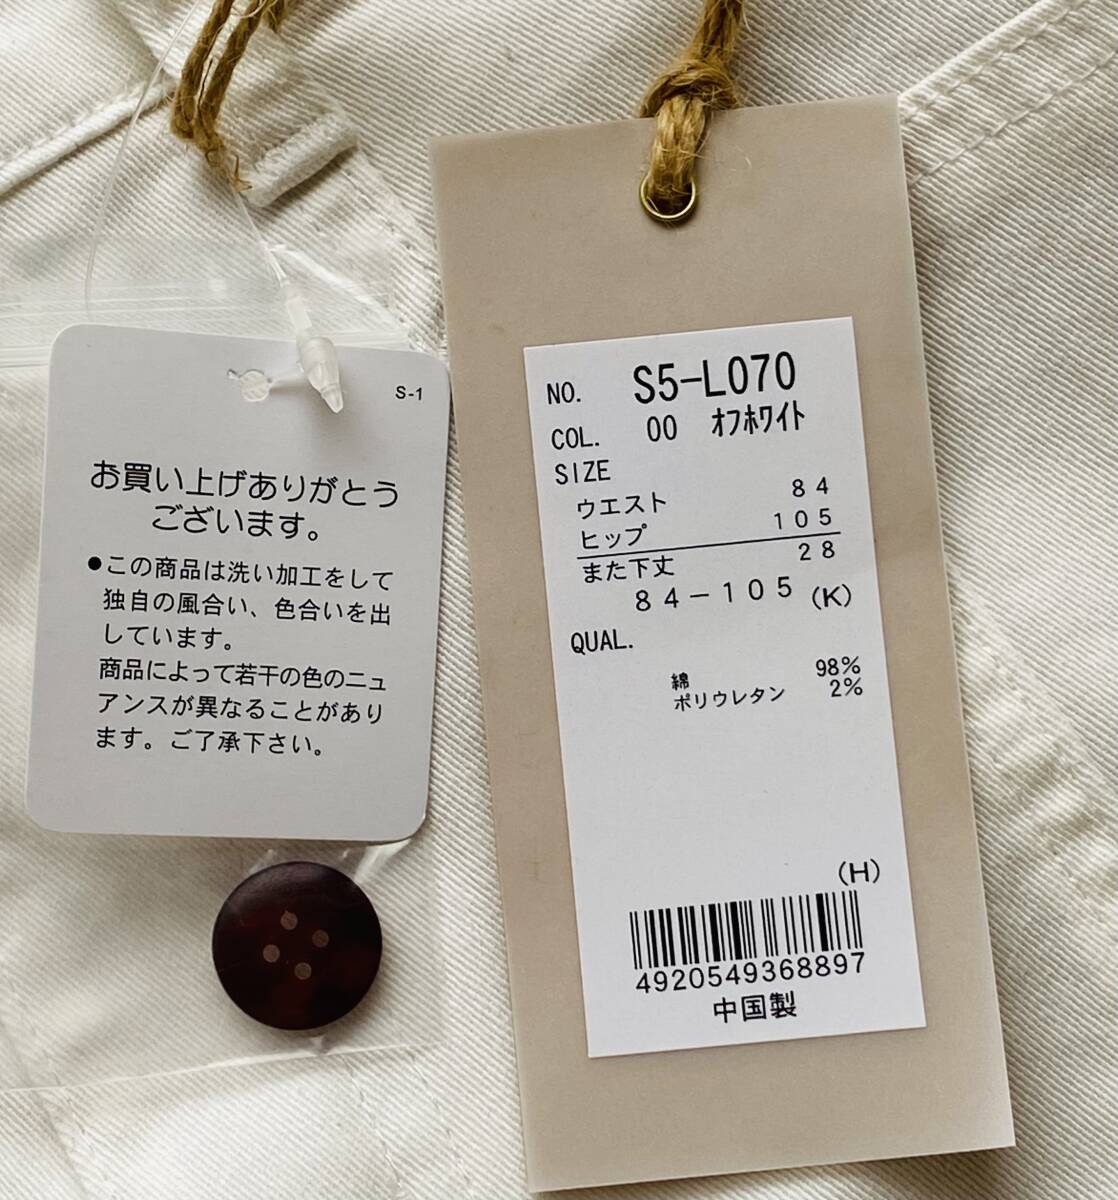 S-1
お買い上げありがとう
ございます。
●この商品は洗い加工をして
独自の風合い、色合いを出
しています。
商品によって若干の色のニュ
アンスが異なることがあり
ます。ご了承下さい。
NO. S5-L070
COL. 00 ｵﾌﾎﾜｲﾄ
SIZE
ウエスト 84
ヒップ 105
また下丈 28
84-105 (K)
QUAL.
綿 98%
ポリウレタン 2%
(H)
4920549368897
中国製